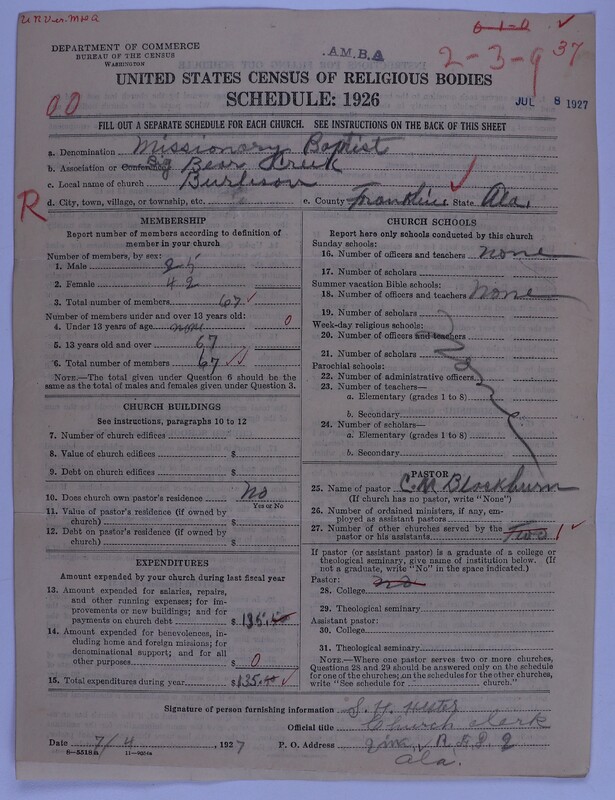 U.R.V. er. M H A
6-1-0 ✓
DEPARTMENT OF COMMERCE
BUREAU OF THE CENSUS
WASHINGTON
.A.M.B.A
2-3-9 37
UNITED STATES CENSUS OF RELIGIOUS BODIES
SCHEDULE: 1926
00
JUL 8 1927
FILL OUT A SEPARATE SCHEDULE FOR EACH CHURCH. SEE INSTRUCTIONS ON THE BACK OF THIS SHEET
a. Denomination Missionary Baptist
b. Association or Conference Big Bear Creek
c. Local name of church Burleson
R
d. City, town, village, or township, etc. e. County Franklin State Ala.
MEMBERSHIP
Report number of members according to definition of
member in your church
Number of members, by sex:
1. Male 25
2. Female 42
3. Total number of members 67 ✓
Number of members under and over 13 years old:
4. Under 13 years of age none 0
5. 13 years old and over 67
6. Total number of members 67
NOTE.—The total given under Question 6 should be
the same as the total of males and females given under Question 3.
CHURCH BUILDINGS
See instructions, paragraphs 10 to 12
7. Number of church edifices
8. Value of church edifices $
9. Debt on church edifices $
10. Does church own pastor's residence No
Yes or No
11. Value of pastor's residence (if owned by
church) $
12. Debt on pastor's residence (if owned by
church) $
EXPENDITURES
Amount expended by your church during last fiscal year
13. Amount expended for salaries, repairs,
and other running expenses; for im-
provements or new buildings; and for
payments on church debt $ 135.50
14. Amount expended for benevolences, in-
cluding home and foreign missions; for
denominational support; and for all
other purposes $ 0
15. Total expenditures during year $135.50 ✓
CHURCH SCHOOLS
Report here only schools conducted by this church
Sunday schools:
16. Number of officers and teachers none
17. Number of scholars
Summer vacation Bible schools:
18. Number of officers and teachers None
19. Number of scholars
Week-day religious schools:
20. Number of officers and teachers
21. Number of scholars
None
Parochial schools:
22. Number of administrative officers
23. Number of teachers—
a. Elementary (grades 1 to 8)
b. Secondary
24. Number of scholars—
a. Elementary (grades 1 to 8)
b. Secondary
PASTOR
25. Name of pastor C. M Blackburn
(If church has no pastor, write "None")
26. Number of ordained ministers, if any, em-
ployed as assistant pastors
27. Number of other churches served by the
pastor or his assistants Two 1 ✓
If pastor (or assistant pastor) is a graduate of a college or
theological seminary, give name of institution below. (If
not a graduate, write "No" in the space indicated.)
Pastor:
28. College no
29. Theological seminary
Assistant pastor:
30. College
31. Theological seminary
NOTE.—Where one pastor serves two or more churches,
Questions 28 and 29 should be answered only on the schedule
for one of the churches; on the schedules for the other churches,
write "See schedule for church."
Signature of person furnishing information S. H. Hester
Official title Church clerk
Date 7/4, 1927 P. O. Address Vina, R.F.D. 2
Ala.